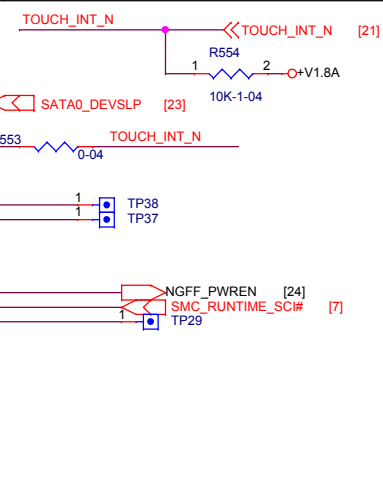 TOUCH_INT_N
TOUCH_INT_N [21]
R554
1 2 +V1.8A
10K-1-04
SATA0_DEVSLP [23]
553 TOUCH_INT_N
0-04
1 TP38
1 TP37
NGFF_PWREN [24]
SMC_RUNTIME_SCI# [7]
1 TP29